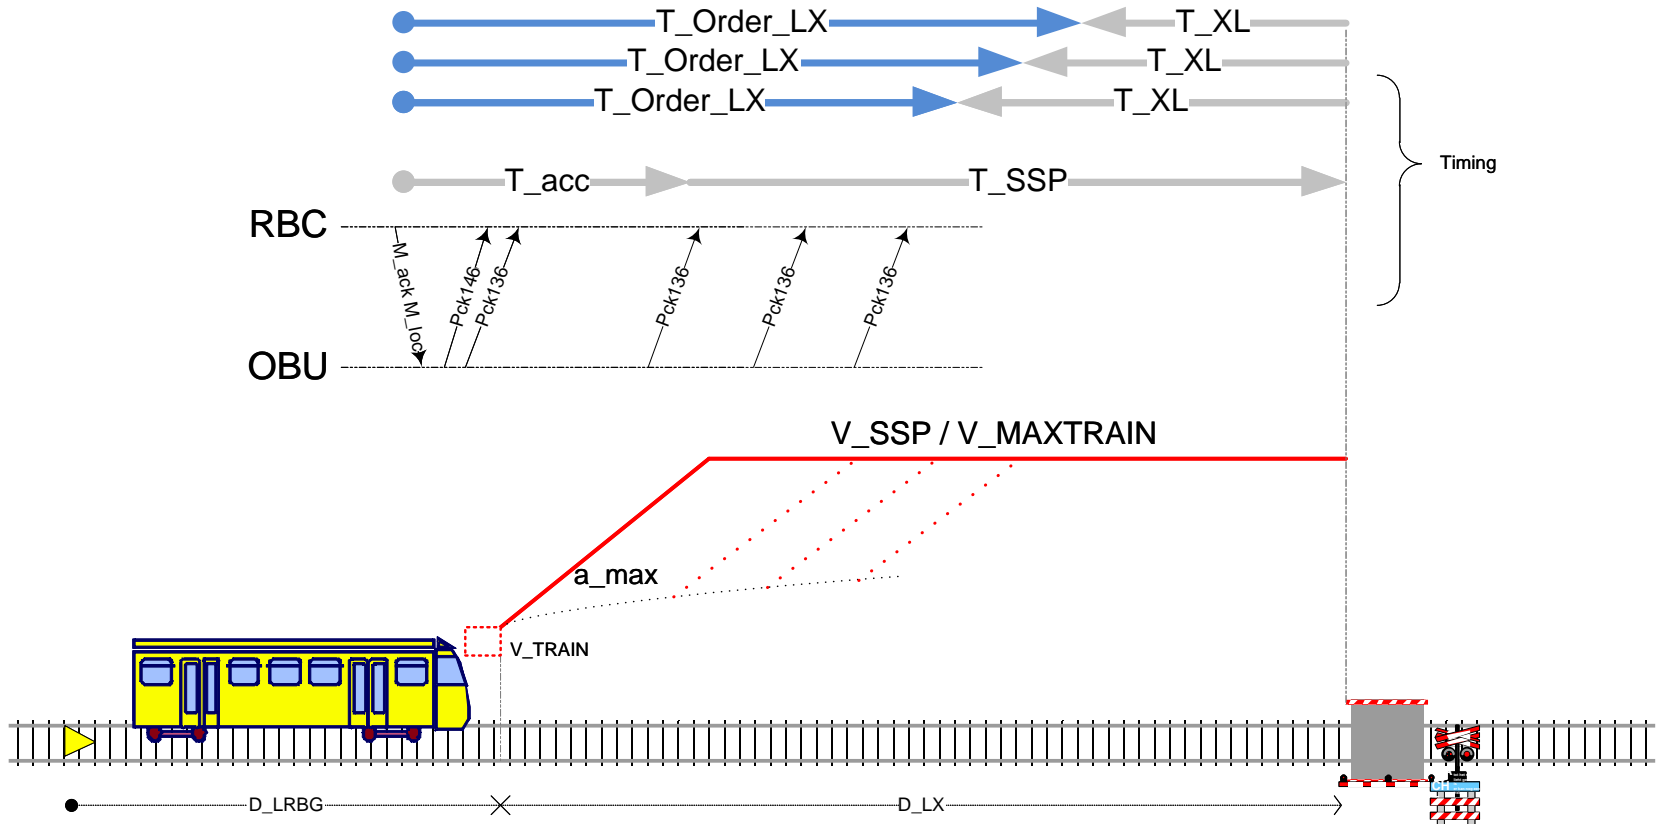 T_Order_LX T_XL
T_Order_LX T_XL
T_Order_LX T_XL
Timing
T_acc T_SSP
RBC
M_ack M_loc
Pck146
Pck136
Pck136
Pck136
Pck136
OBU
V_SSP / V_MAXTRAIN
a_max
V_TRAIN
CH
D_LRBG
D_LX